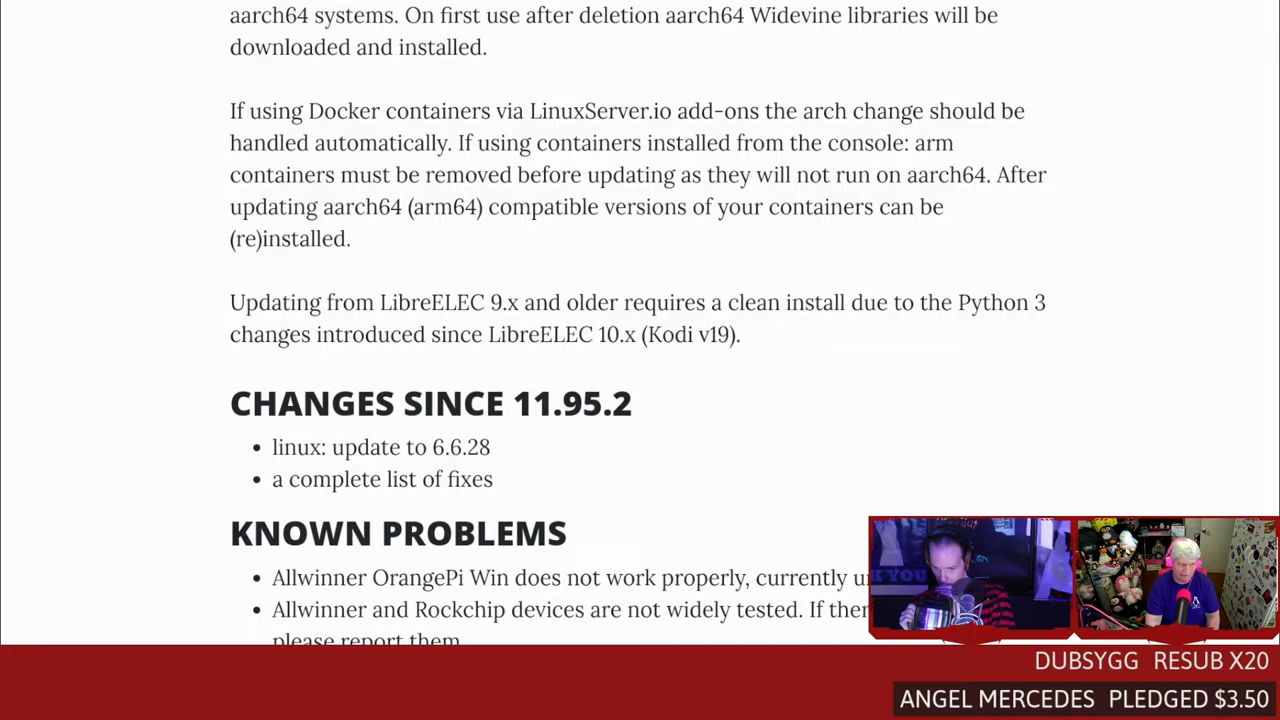 aarch64 systems. On first use after deletion aarch64 Widevine libraries will be
downloaded and installed.
If using Docker containers via LinuxServer.io add-ons the arch change should be
handled automatically. If using containers installed from the console: arm
containers must be removed before updating as they will not run on aarch64. After
updating aarch64 (arm64) compatible versions of your containers can be
(re)installed.
Updating from LibreELEC 9.x and older requires a clean install due to the Python 3
changes introduced since LibreELEC 10.x (Kodi v19).
CHANGES SINCE 11.95.2
• linux: update to 6.6.28
• a complete list of fixes
KNOWN PROBLEMS
• Allwinner OrangePi Win does not work properly, currently
• Allwinner and Rockchip devices are not widely tested. If
please report them
YOU
DUBSYGG RESUB X20
ANGEL MERCEDES PLEDGED $3.50